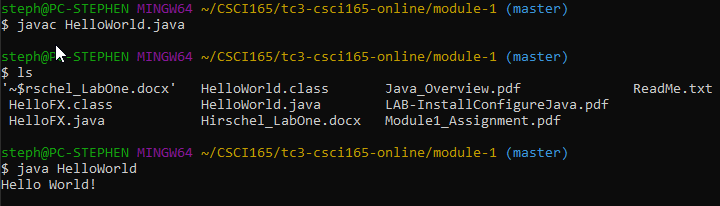 steph@PC-STEPHEN MINGW64 ~/CSCI165/tc3-csci165-online/module-1 (master)
$ javac HelloWorld.java
steph@PC-STEPHEN MINGW64 ~/CSCI165/tc3-csci165-online/module-1 (master)
$ ls
'~$rschel_LabOne.docx'   HelloWorld.class       Java_Overview.pdf              ReadMe.txt
 HelloFX.class           HelloWorld.java        LAB-InstallConfigureJava.pdf
 HelloFX.java            Hirschel_LabOne.docx   Module1_Assignment.pdf
steph@PC-STEPHEN MINGW64 ~/CSCI165/tc3-csci165-online/module-1 (master)
$ java HelloWorld
Hello World!